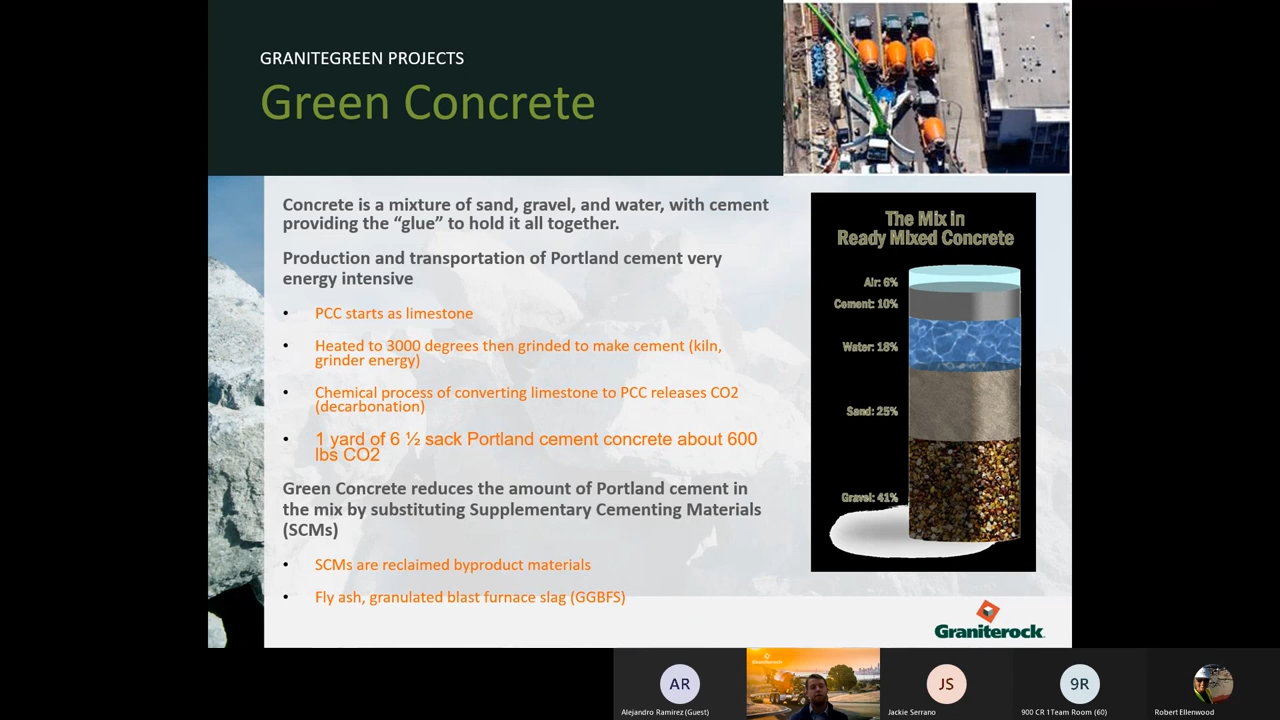 GRANITEGREEN PROJECTS
Green Concrete
Concrete is a mixture of sand, gravel, and water, with cement
providing the “glue” to hold it all together.
Production and transportation of Portland cement very
energy intensive
• PCC starts as limestone
• Heated to 3000 degrees then grinded to make cement (kiln,
grinder energy)
• Chemical process of converting limestone to PCC releases CO2
(decarbonation)
• 1 yard of 6 ½ sack Portland cement concrete about 600
lbs CO2
Green Concrete reduces the amount of Portland cement in
the mix by substituting Supplementary Cementing Materials
(SCMs)
• SCMs are reclaimed byproduct materials
• Fly ash, granulated blast furnace slag (GGBFS)
The Mix in
Ready Mixed Concrete
Air: 6%
Cement: 10%
Water: 18%
Sand: 25%
Gravel: 41%
Graniterock
AR
Alejandro Ramirez (Guest)
Graniterock
JS
Jackie Serrano
9R
900 CR 1Team Room (60)
Robert Ellenwood